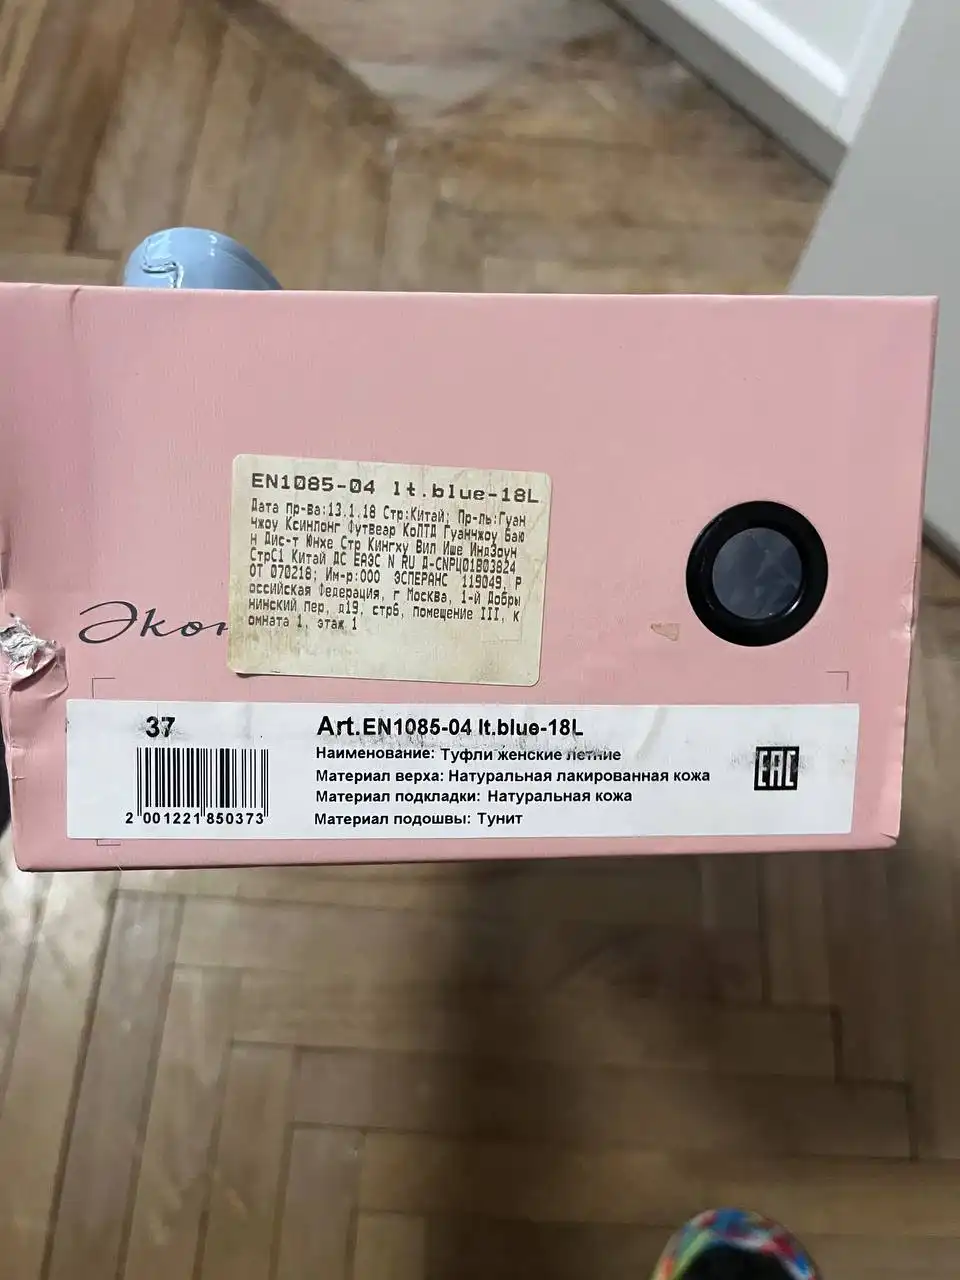 EN1085-04 lt.blue-18L
Дата пр-ва:13.1.18 Стр:Китай; Пр-ль:Гуан
чжоу Ксинлонг Футвеар КоЛТД Гуанчжоу Баю
н Дис-т Юнхе Стр Кингху Вил Ише ИндЗоун
СтрС1 Китай ДС ЕАЭС N RU Д-CNРЦ01В03824
ОТ 070218; Им-р:ООО ЭСПЕРАНС 119049, Р
оссийская Федерация, г Москва, 1-й Добры
нинский пер, д19, стр6, помещение III, к
омната 1, этаж 1
Экон
37
Art.EN1085-04 lt.blue-18L
Наименование: Туфли женские летние
Материал верха: Натуральная лакированная кожа
Материал подкладки: Натуральная кожа
Материал подошвы: Тунит
2 001221 850373
EAC